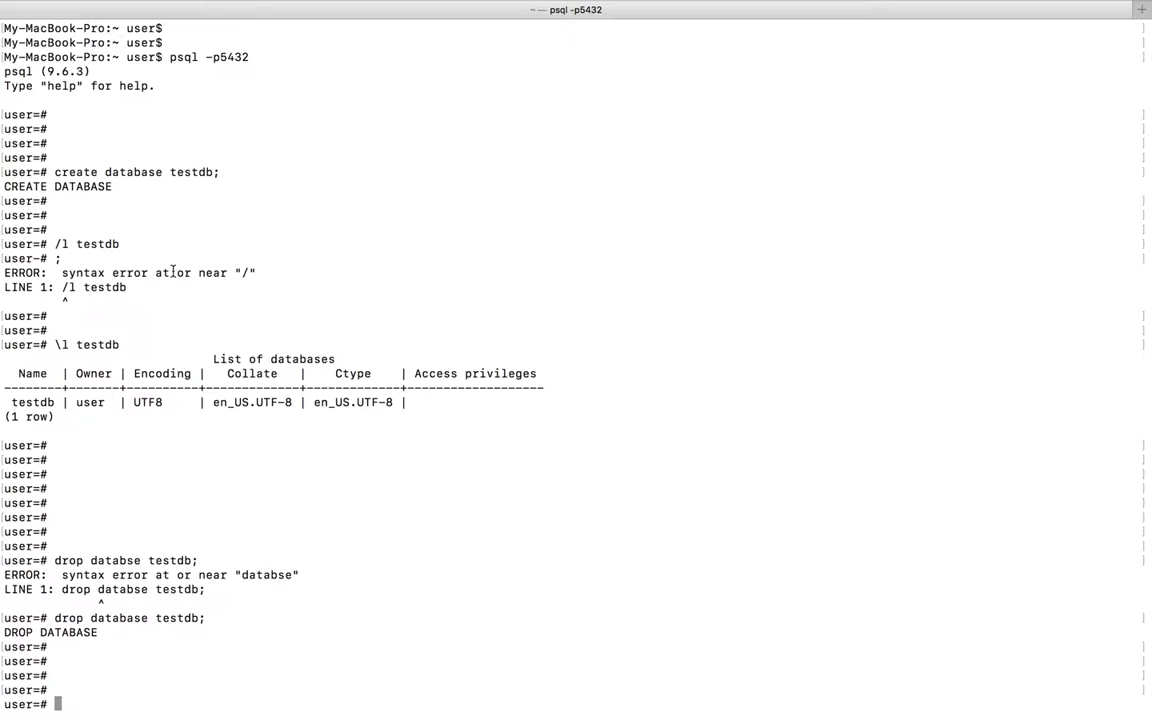 ~ — psql -p5432
My-MacBook-Pro:~ user$
My-MacBook-Pro:~ user$
My-MacBook-Pro:~ user$ psql -p5432
psql (9.6.3)
Type "help" for help.
user=#
user=#
user=#
user=#
user=# create database testdb;
CREATE DATABASE
user=#
user=#
user=#
user=# /l testdb
user-# ;
ERROR:  syntax error at or near "/"
LINE 1: /l testdb
        ^
user=#
user=#
user=# \l testdb
                             List of databases
  Name  | Owner | Encoding |   Collate   |    Ctype    | Access privileges
--------+-------+----------+-------------+-------------+-------------------
 testdb | user  | UTF8     | en_US.UTF-8 | en_US.UTF-8 |
(1 row)
user=#
user=#
user=#
user=#
user=#
user=#
user=#
user=#
user=# drop databse testdb;
ERROR:  syntax error at or near "databse"
LINE 1: drop databse testdb;
             ^
user=# drop database testdb;
DROP DATABASE
user=#
user=#
user=#
user=#
user=#